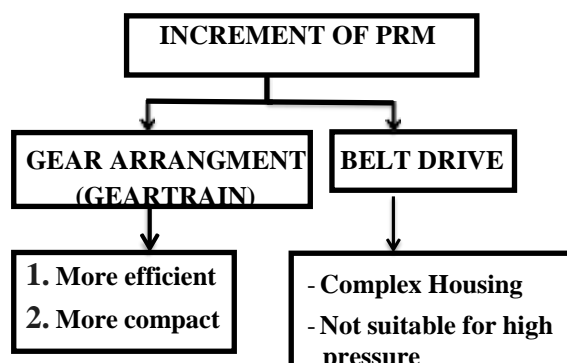 INCREMENT OF PRM
GEAR ARRANGMENT
(GEARTRAIN)
BELT DRIVE
1. More efficient
2. More compact
- Complex Housing
- Not suitable for high
pressure